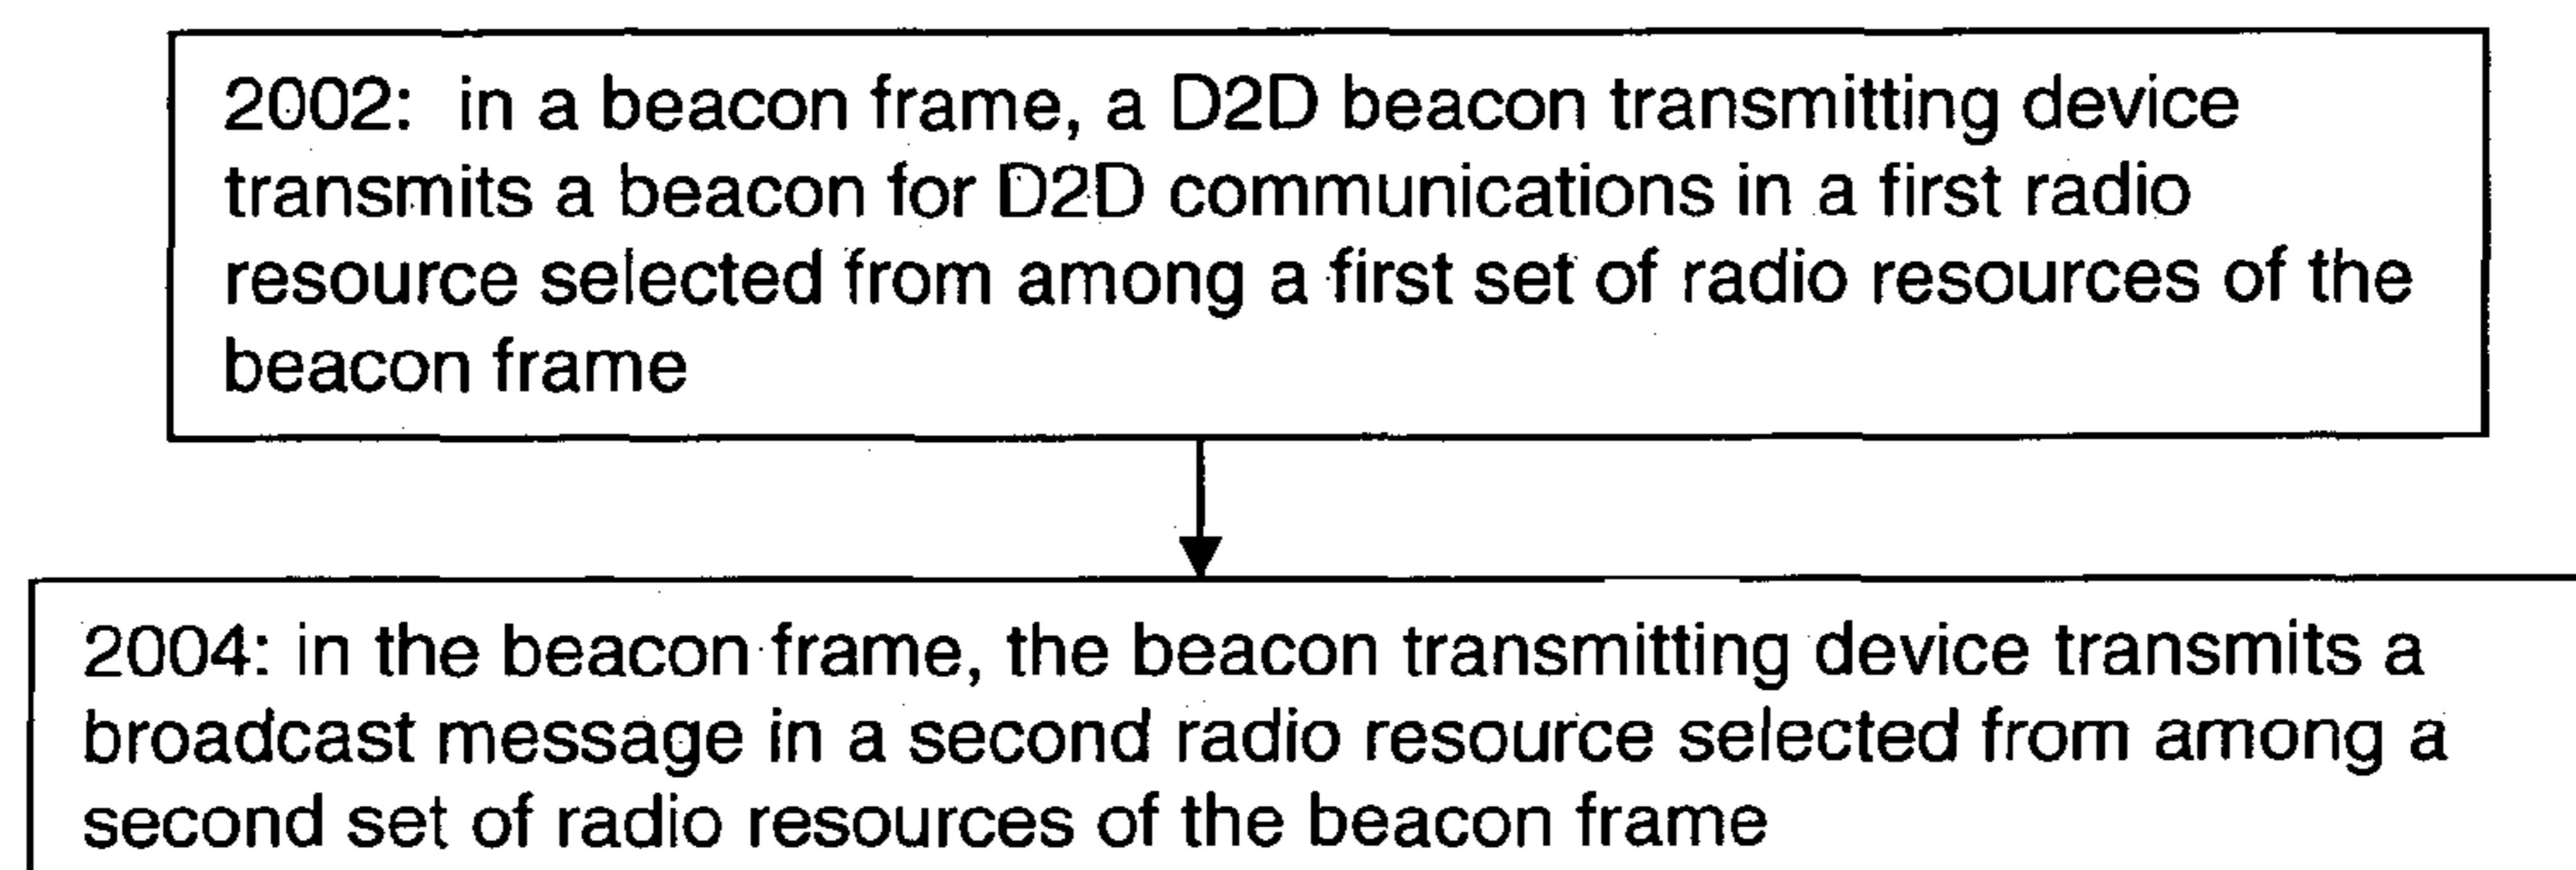 2002: in a beacon frame, a D2D beacon transmitting device
transmits a beacon for D2D communications in a first radio
resource selected from among a first set of radio resources of the
beacon frame
2004: in the beacon frame, the beacon transmitting device transmits a
broadcast message in a second radio resource selected from among a
second set of radio resources of the beacon frame